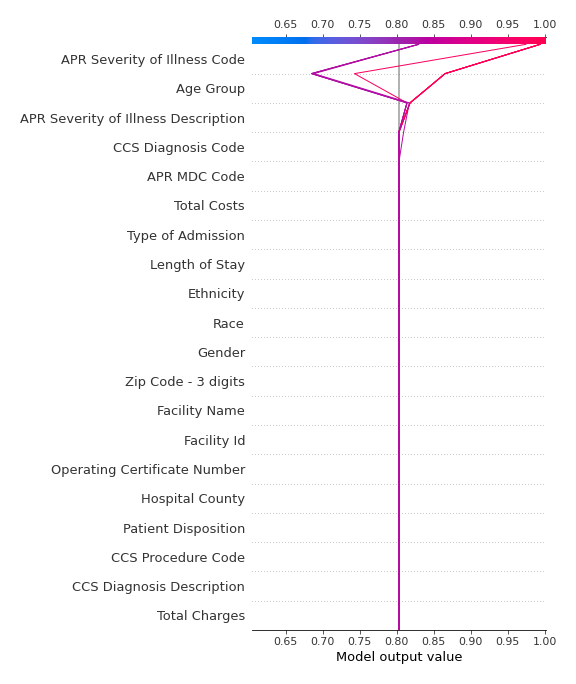 0.65 0.70 0.75 0.80 0.85 0.90 0.95 1.00
APR Severity of Illness Code
Age Group
APR Severity of Illness Description
CCS Diagnosis Code
APR MDC Code
Total Costs
Type of Admission
Length of Stay
Ethnicity
Race
Gender
Zip Code - 3 digits
Facility Name
Facility Id
Operating Certificate Number
Hospital County
Patient Disposition
CCS Procedure Code
CCS Diagnosis Description
Total Charges
0.65 0.70 0.75 0.80 0.85 0.90 0.95 1.00
Model output value